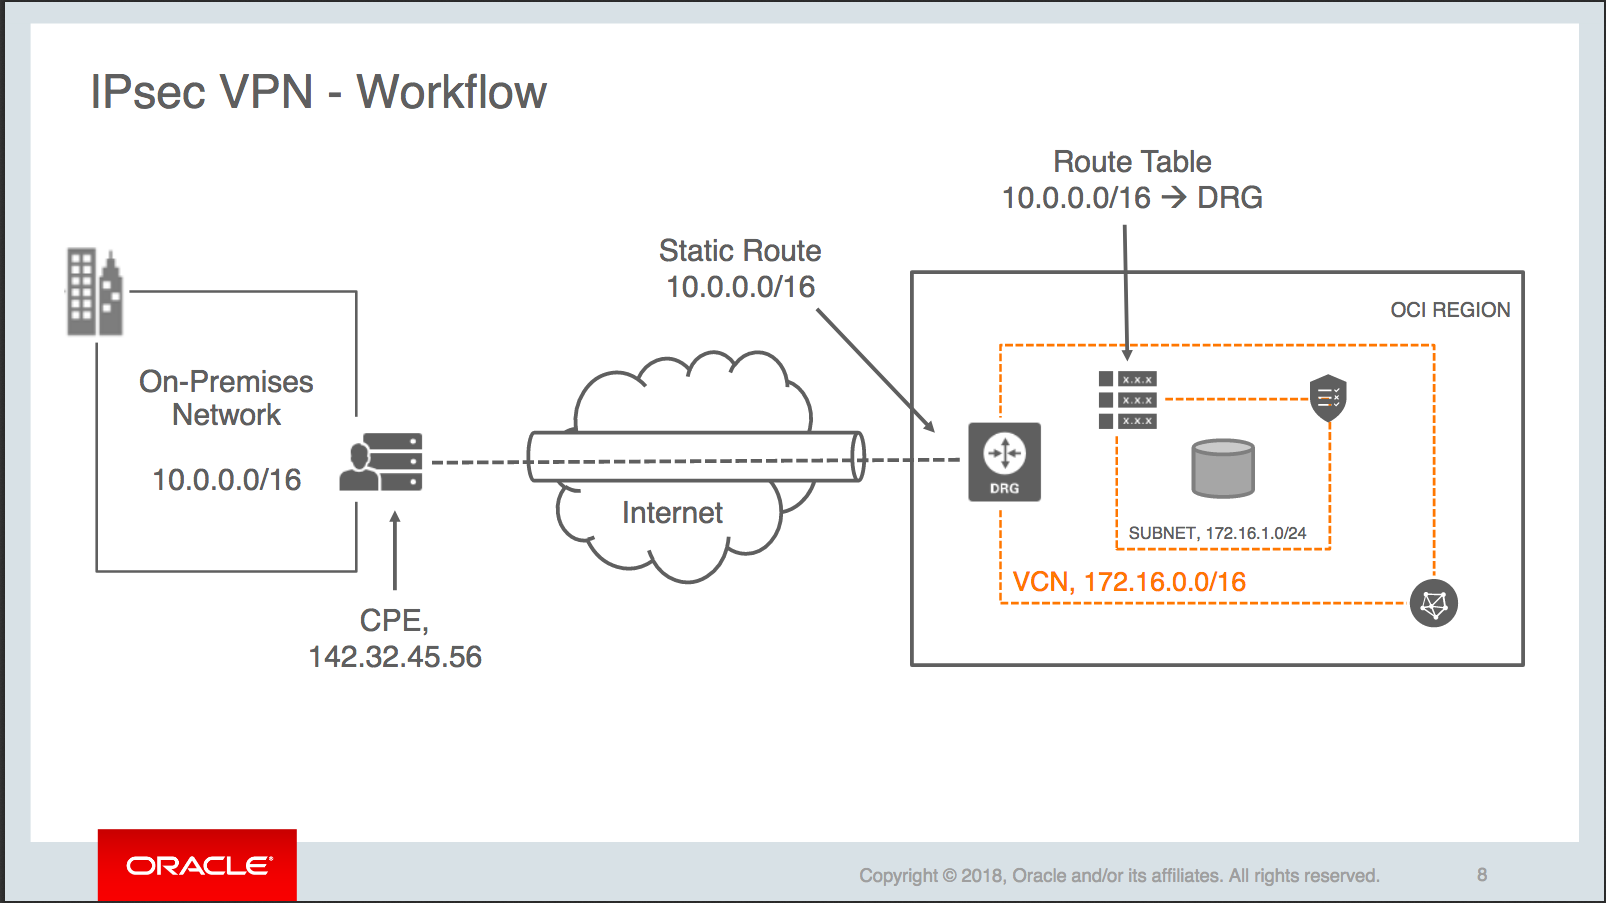 IPsec VPN - Workflow
Route Table
10.0.0.0/16 → DRG
Static Route
10.0.0.0/16
OCI REGION
On-Premises
Network
10.0.0.0/16
x.x.x
x.x.x
x.x.x
DRG
Internet
SUBNET, 172.16.1.0/24
VCN, 172.16.0.0/16
CPE,
142.32.45.56
ORACLE®
Copyright © 2018, Oracle and/or its affiliates. All rights reserved.
8